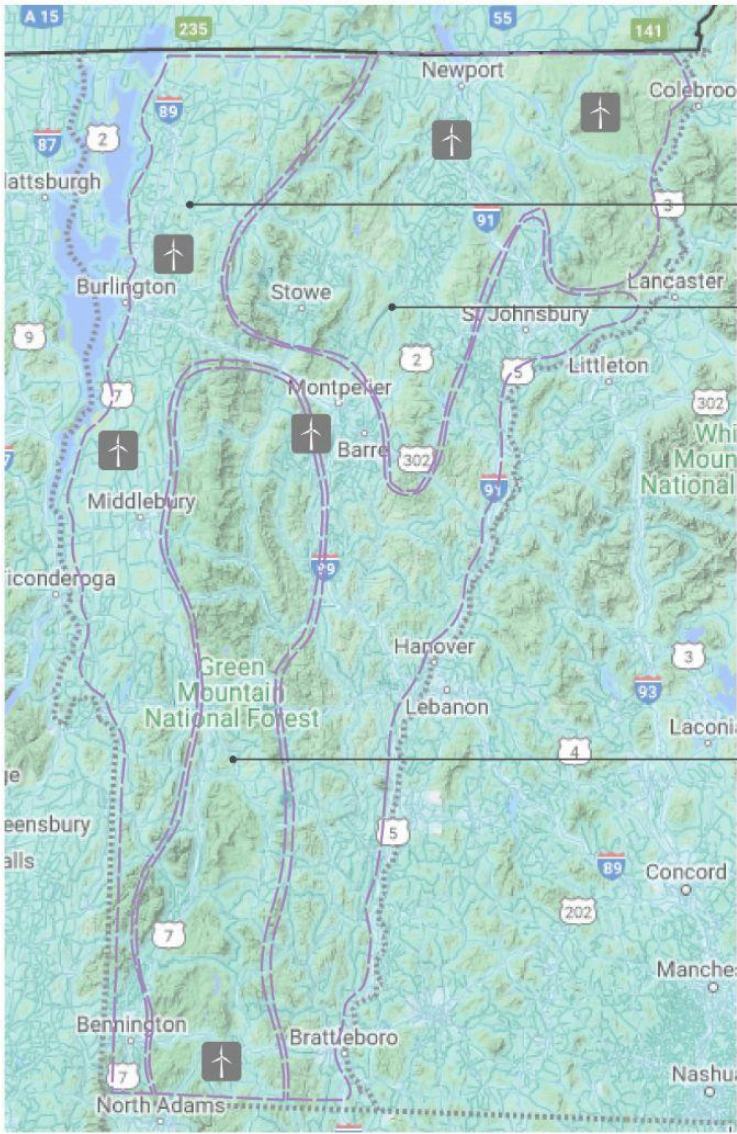 A 15
235
55
141
Newport
Colebroo
89
87
2
lattsburgh
3
91
Burlington
Stowe
Lancaster
St Johnsbury
9
2
5
Littleton
7
Montpelier
302
302
Barre
Whi
Moun
National
91
Middlebury
iconderoga
89
Hanover
3
Green
Mountain
National Forest
93
Lebanon
Laconia
4
ge
eensbury
5
alls
89
Concord
202
7
Manche
Bennington
Brattleboro
7
Nashu
North Adams